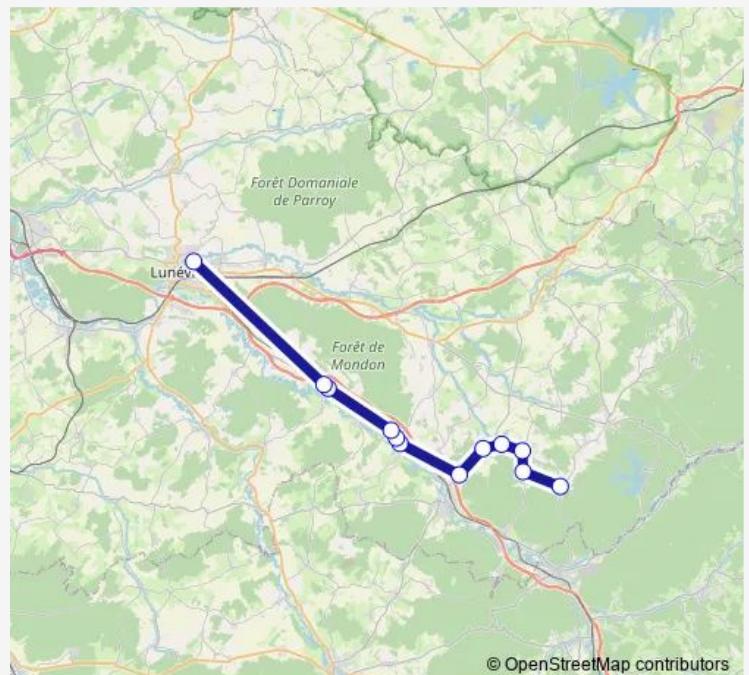 Forêt Domaniale
de Parroy
Lunév
Forêt de
Mondon
© OpenStreetMap contributors